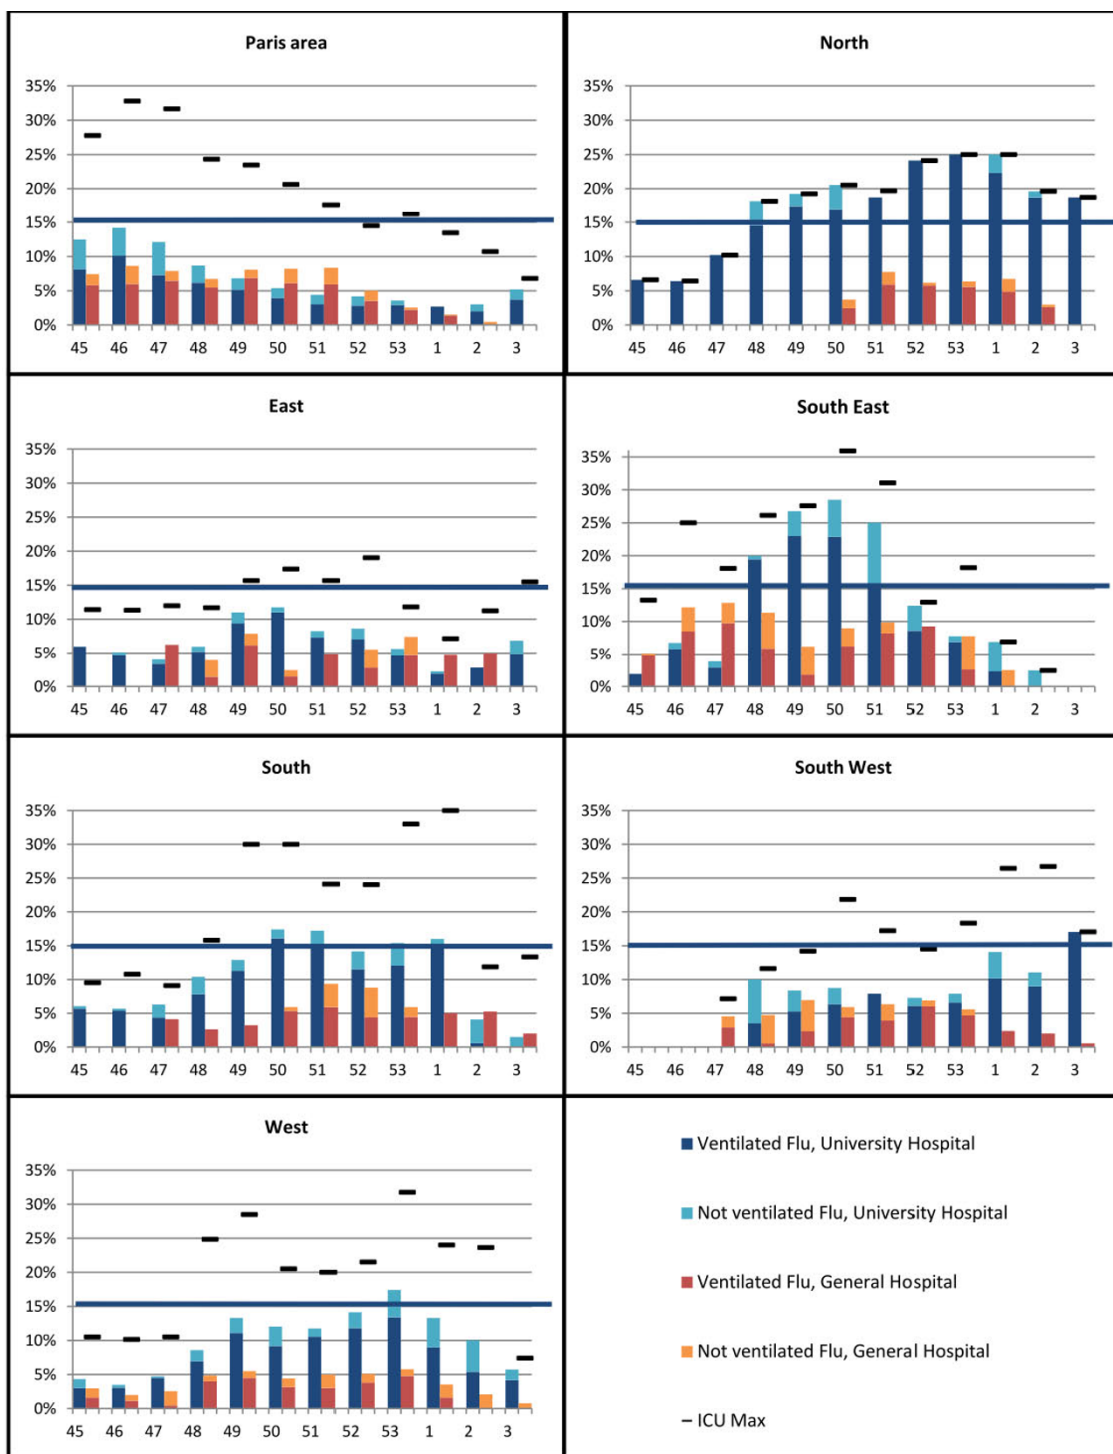 Paris area
35%
30%
25%
20%
15%
10%
5%
0%
45 46 47 48 49 50 51 52 53 1 2 3
North
35%
30%
25%
20%
15%
10%
5%
0%
45 46 47 48 49 50 51 52 53 1 2 3
East
35%
30%
25%
20%
15%
10%
5%
0%
45 46 47 48 49 50 51 52 53 1 2 3
South East
35%
30%
25%
20%
15%
10%
5%
0%
45 46 47 48 49 50 51 52 53 1 2 3
South
35%
30%
25%
20%
15%
10%
5%
0%
45 46 47 48 49 50 51 52 53 1 2 3
South West
35%
30%
25%
20%
15%
10%
5%
0%
45 46 47 48 49 50 51 52 53 1 2 3
West
35%
30%
25%
20%
15%
10%
5%
0%
45 46 47 48 49 50 51 52 53 1 2 3
Ventilated Flu, University Hospital
Not ventilated Flu, University Hospital
Ventilated Flu, General Hospital
Not ventilated Flu, General Hospital
ICU Max